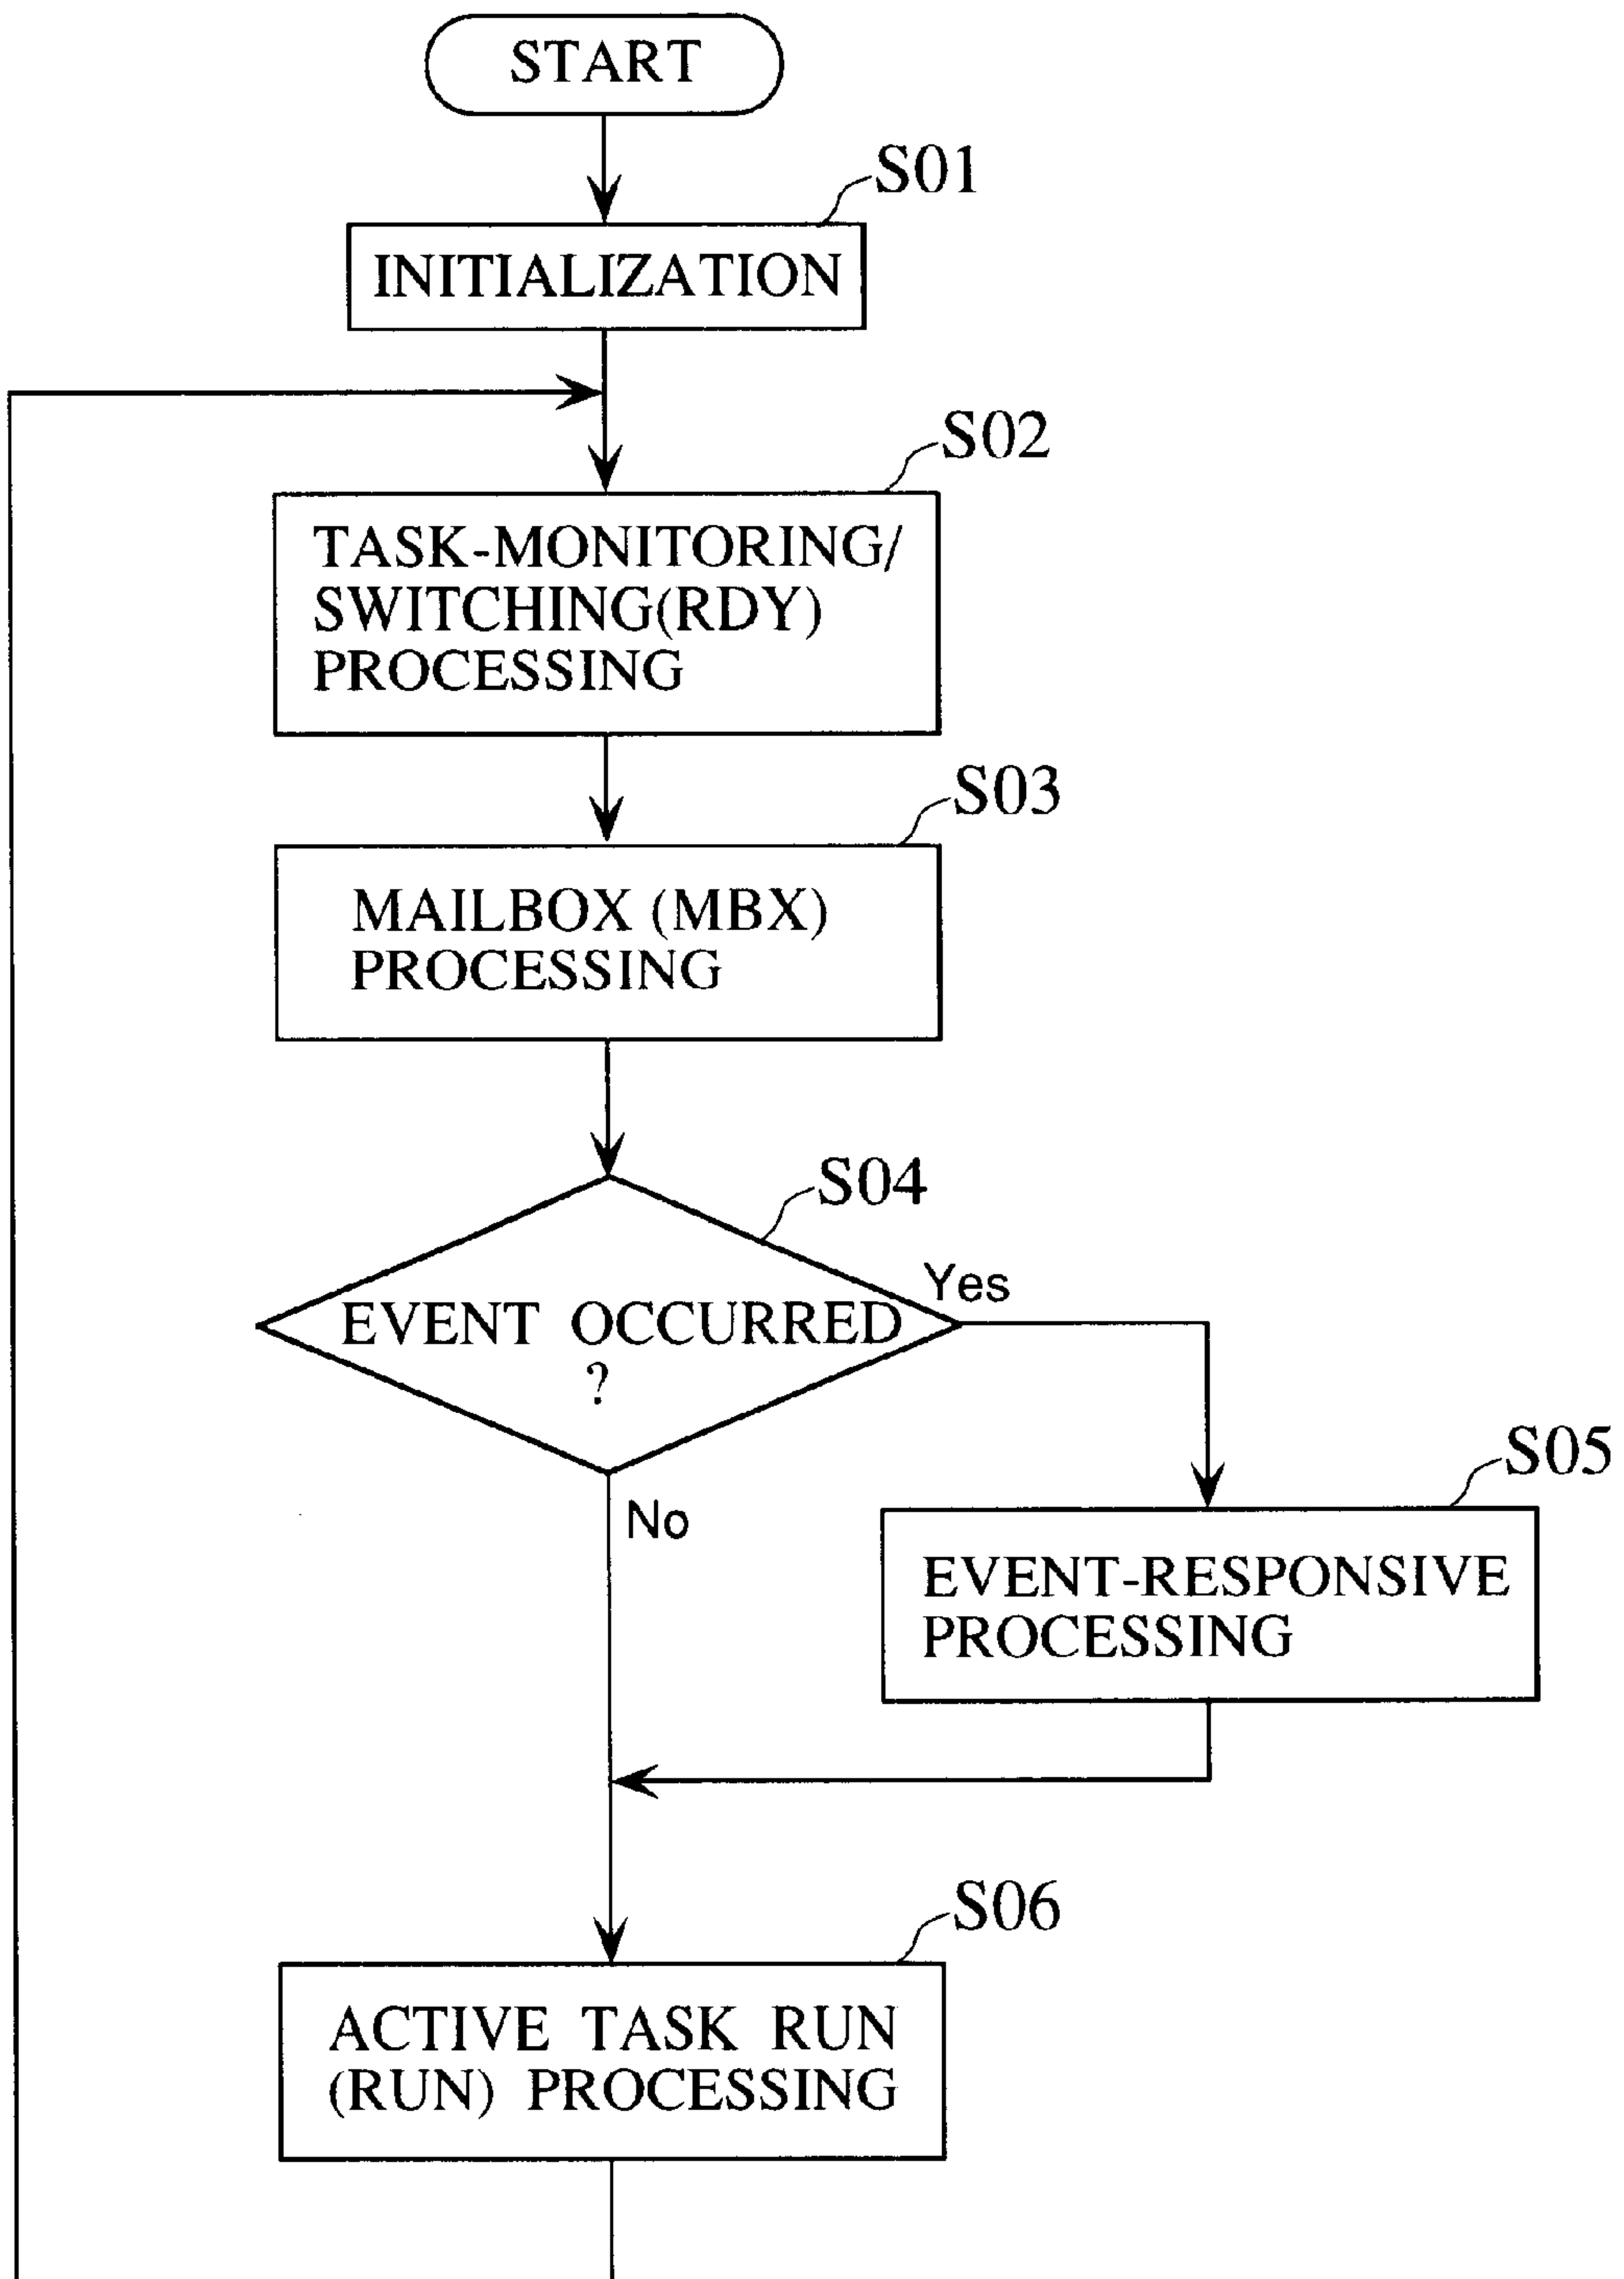 START
S01
INITIALIZATION
S02
TASK-MONITORING/
SWITCHING(RDY)
PROCESSING
S03
MAILBOX (MBX)
PROCESSING
S04
Yes
EVENT OCCURRED
?
No
S05
EVENT-RESPONSIVE
PROCESSING
S06
ACTIVE TASK RUN
(RUN) PROCESSING